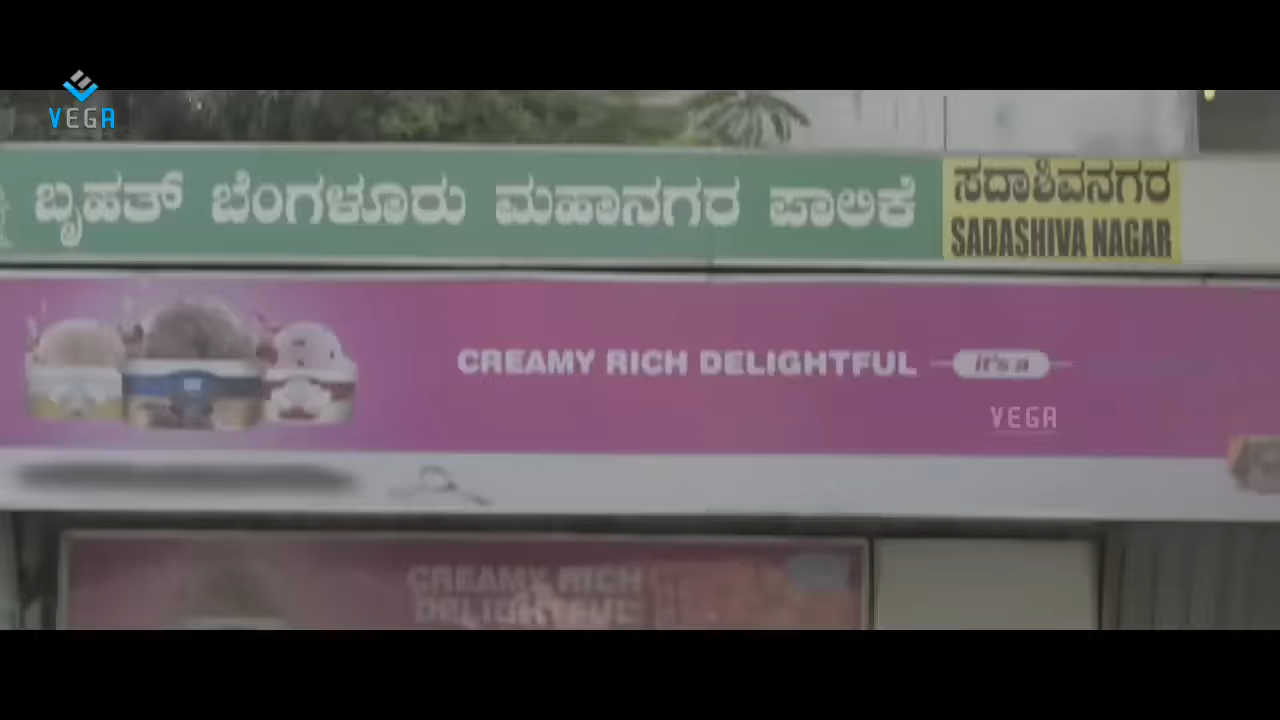 VEGA
ಬೃಹತ್ ಬೆಂಗಳೂರು ಮಹಾನಗರ ಪಾಲಿಕೆ
ಸದಾಶಿವನಗರ
SADASHIVA NAGAR
CREAMY RICH DELIGHTFUL it's a
VEGA
CREAMY RICH
DELIGHTFUL